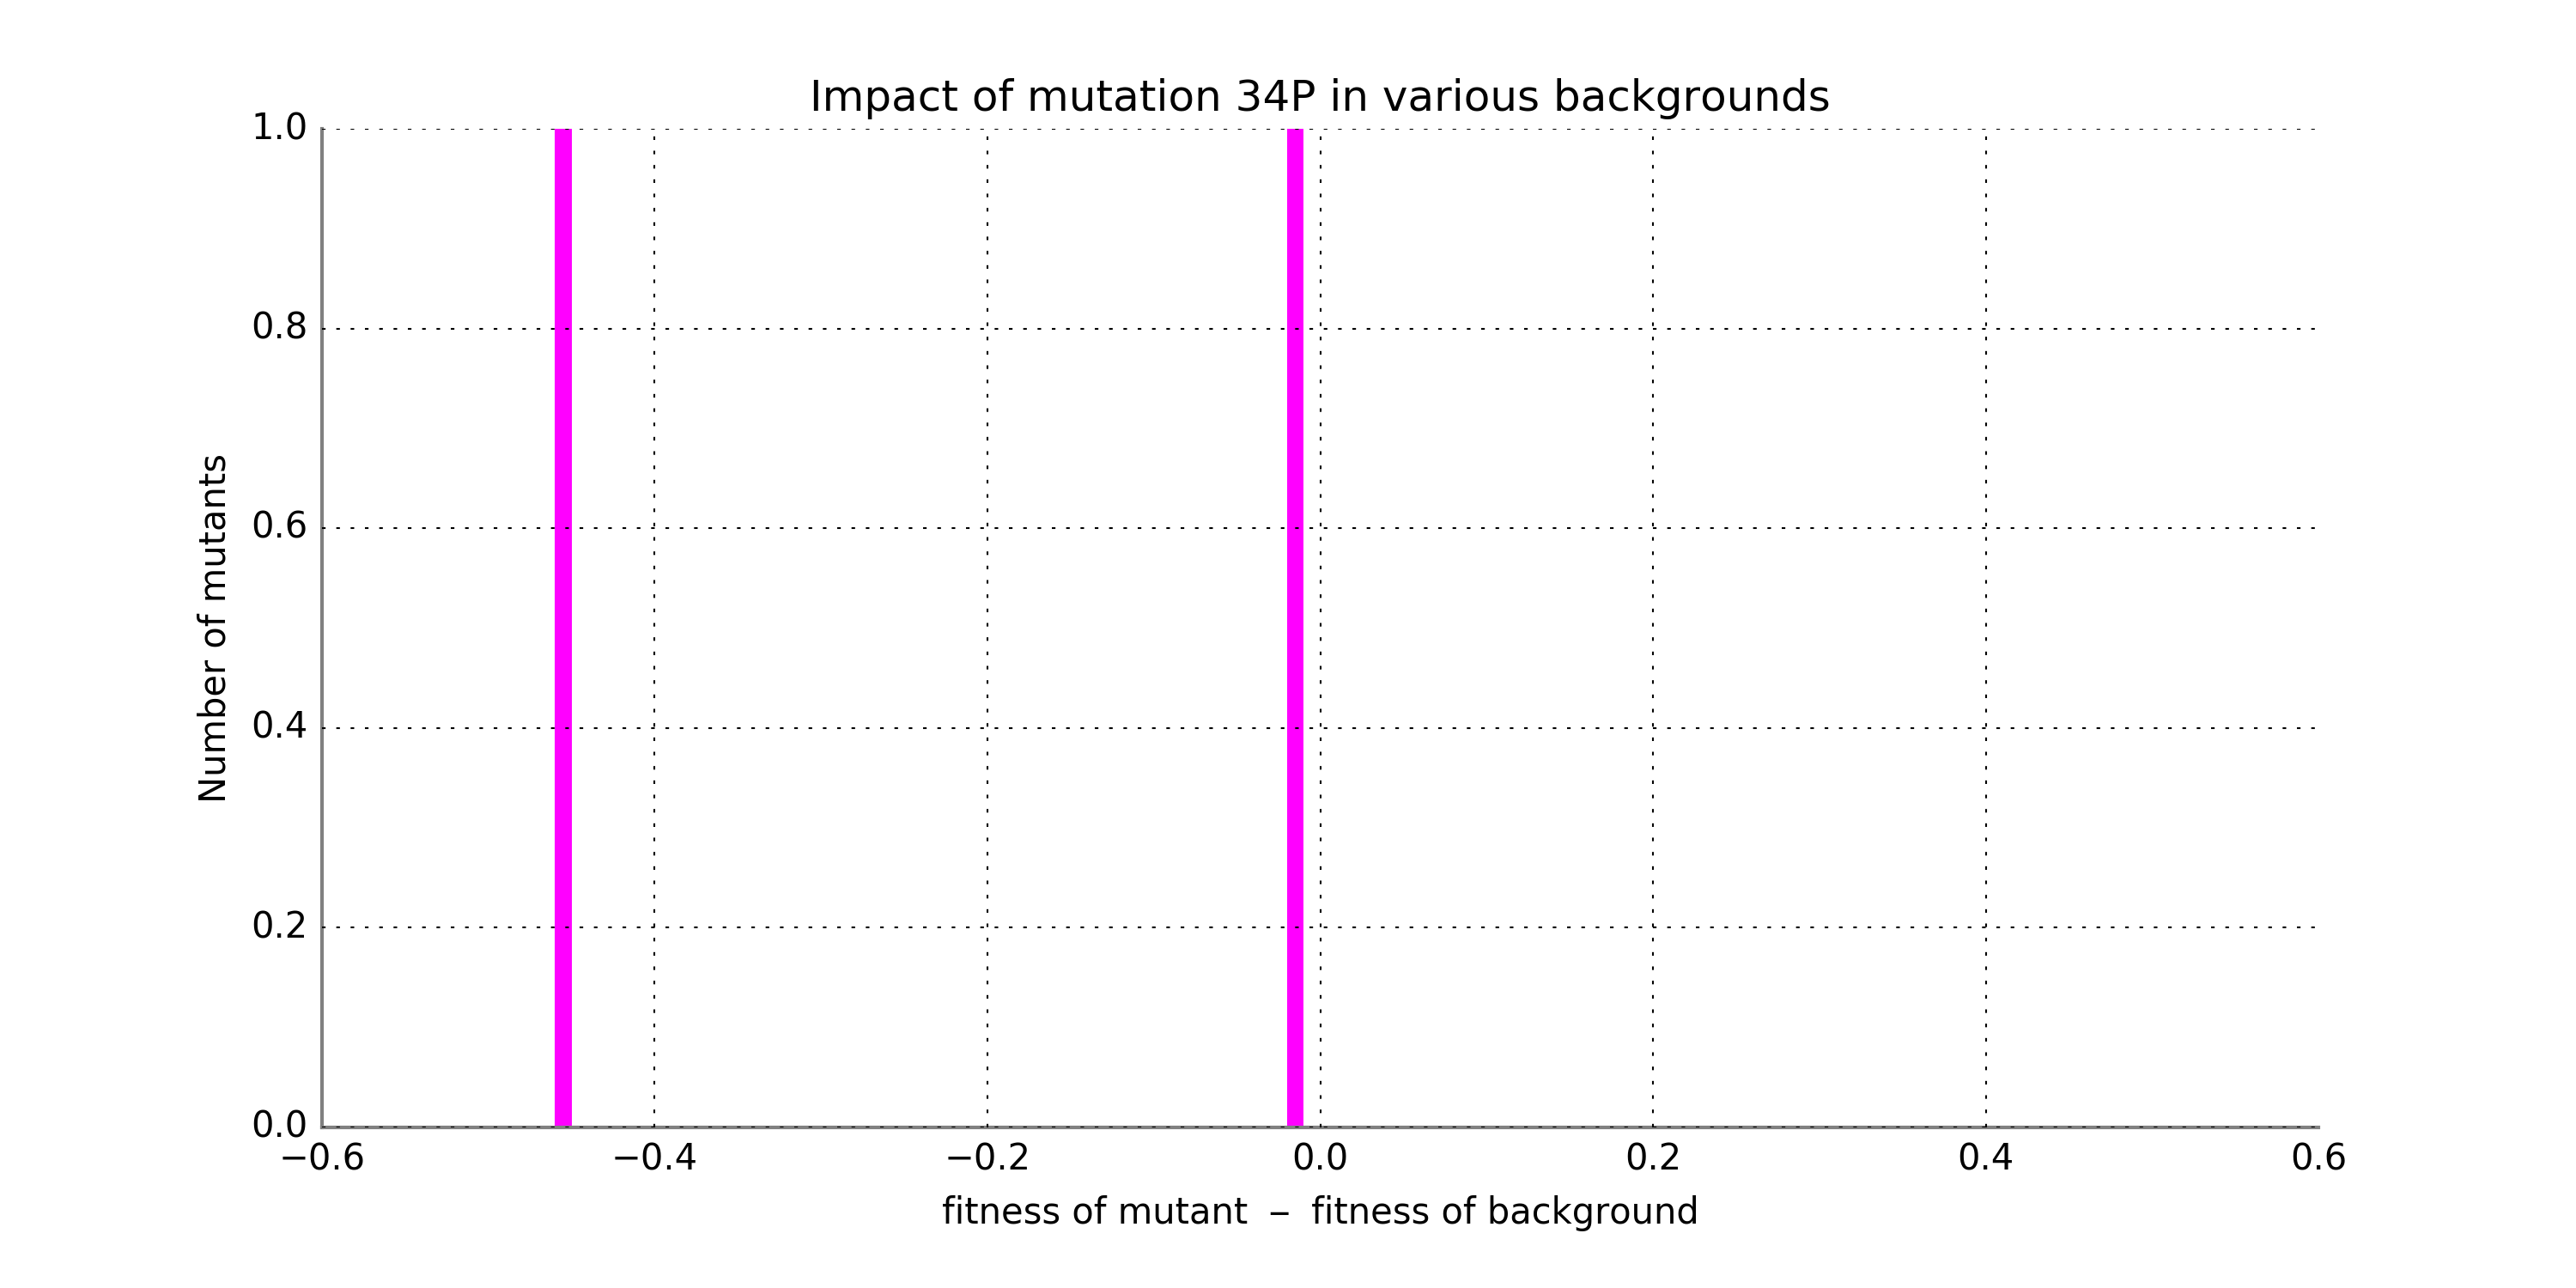 Impact of mutation 34P in various backgrounds
1.0
0.8
0.6
0.4
0.2
0.0
Number of mutants
−0.6 −0.4 −0.2 0.0 0.2 0.4 0.6
fitness of mutant − fitness of background